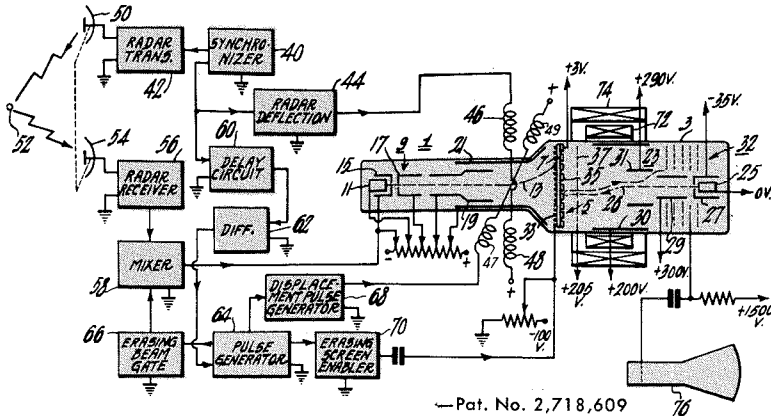 50
RADAR TRANS.
42
SYNCHRO-
NIZER
40
52
54
RADAR DEFLECTION
44
46
49
+
+3V.
74
+290V.
-35V.
72
56
RADAR RECEIVER
60
DELAY CIRCUIT
17
9
1
21
7
37
31
23
3
32
15
11
13
35
28
25
0V.
5
27
19
33
30
29
DIFF.
62
47
48
+
+
+205 V.
+200V.
+300V.
MIXER
58
-
DISPLACE-
MENT PULSE
GENERATOR
68
66
64
70
-100 V.
+1500 V.
ERASING
BEAM
GATE
PULSE
GENERATOR
ERASING
SCREEN
ENABLER
76
Pat. No. 2,718,609